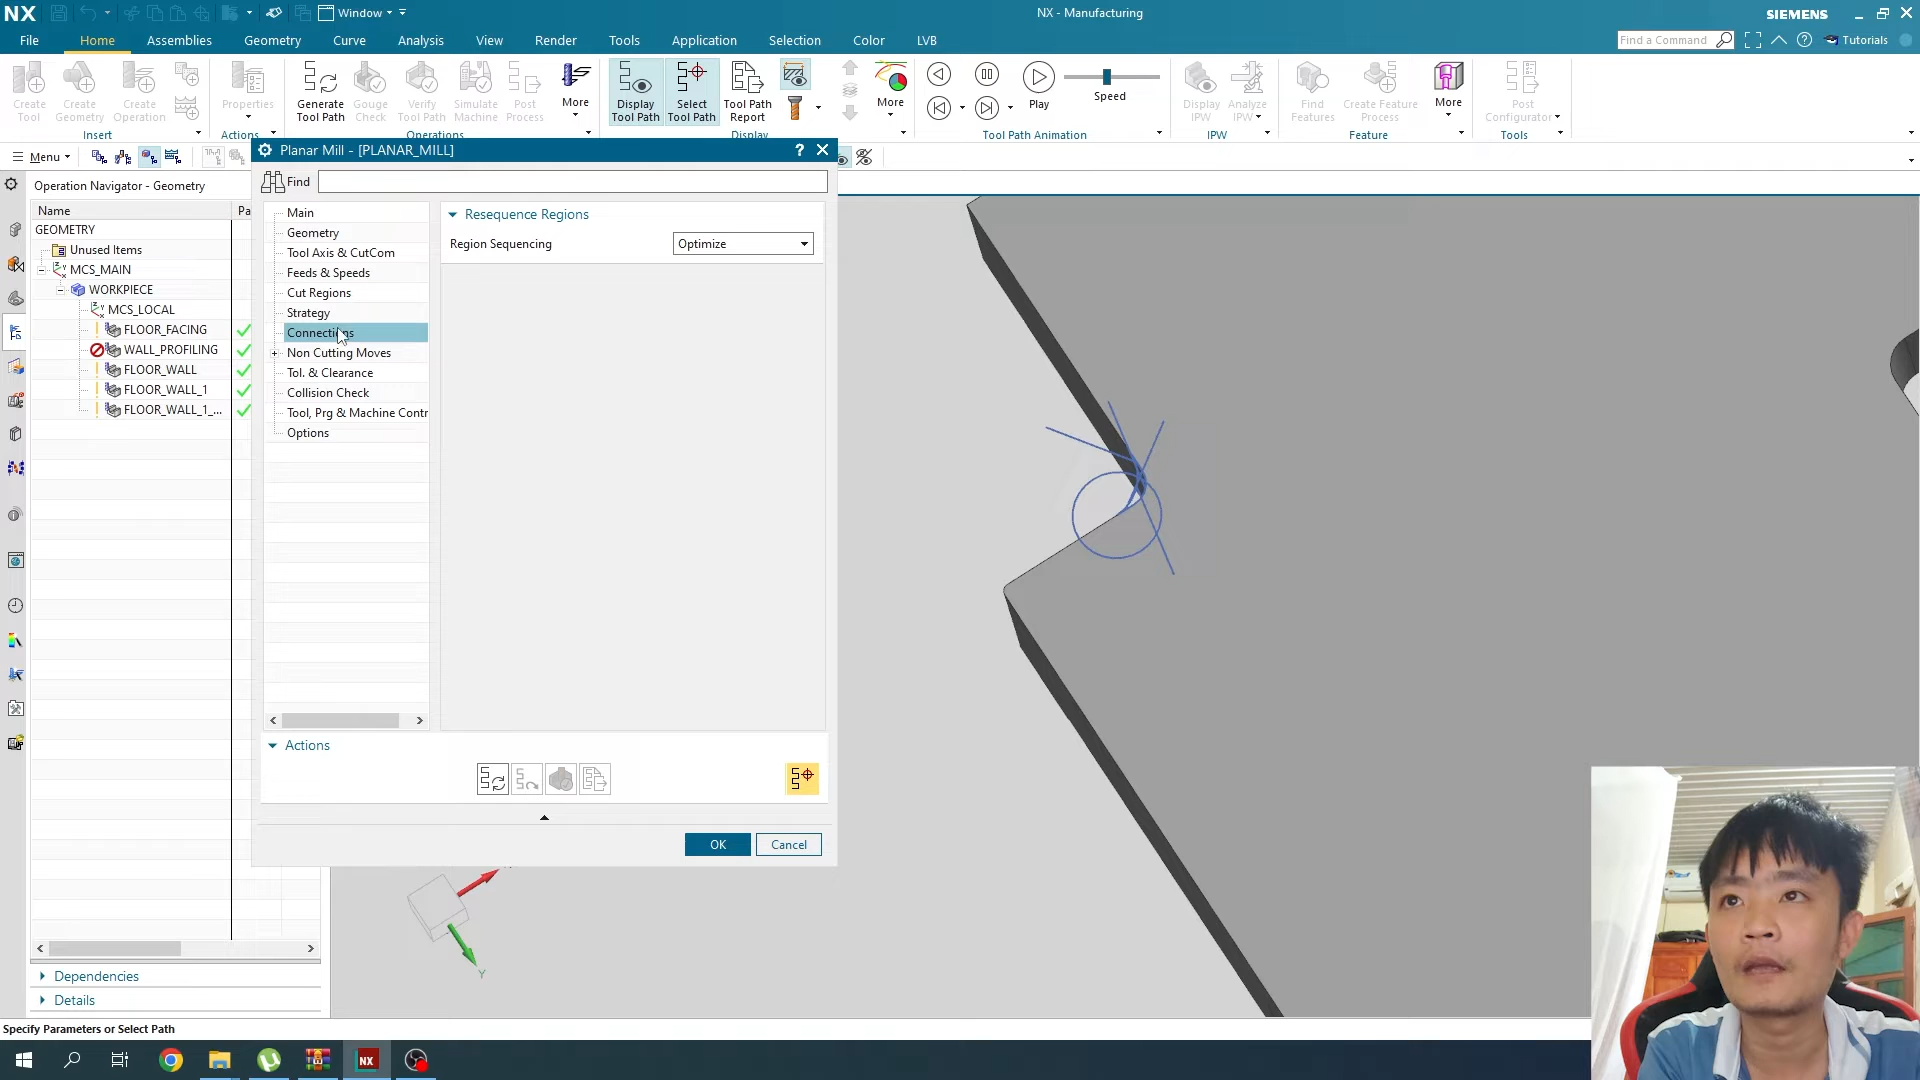 NX
Window
NX - Manufacturing
SIEMENS
File
Home
Assemblies
Geometry
Curve
Analysis
View
Render
Tools
Application
Selection
Color
LVB
Find a Command
Tutorials
Create Tool
Create Geometry
Create Operation
Properties
Generate Tool Path
Gouge Check
Verify Tool Path
Simulate Machine
Post Process
More
Display Tool Path
Select Tool Path
Tool Path Report
More
Play
Speed
Display IPW
Analyze IPW
Find Features
Create Feature Process
More
Post Configurator
Insert
Actions
Operations
Display
Tool Path Animation
IPW
Feature
Tools
Menu
Planar Mill - [PLANAR_MILL]
?
Find
Operation Navigator - Geometry
Name
Pa
GEOMETRY
Unused Items
MCS_MAIN
WORKPIECE
MCS_LOCAL
FLOOR_FACING
WALL_PROFILING
FLOOR_WALL
FLOOR_WALL_1
FLOOR_WALL_1_...
Main
Geometry
Tool Axis & CutCom
Feeds & Speeds
Cut Regions
Strategy
Connections
Non Cutting Moves
Tol. & Clearance
Collision Check
Tool, Prg & Machine Contr
Options
Resequence Regions
Region Sequencing
Optimize
Actions
OK
Cancel
Y
Dependencies
Details
Specify Parameters or Select Path
NX